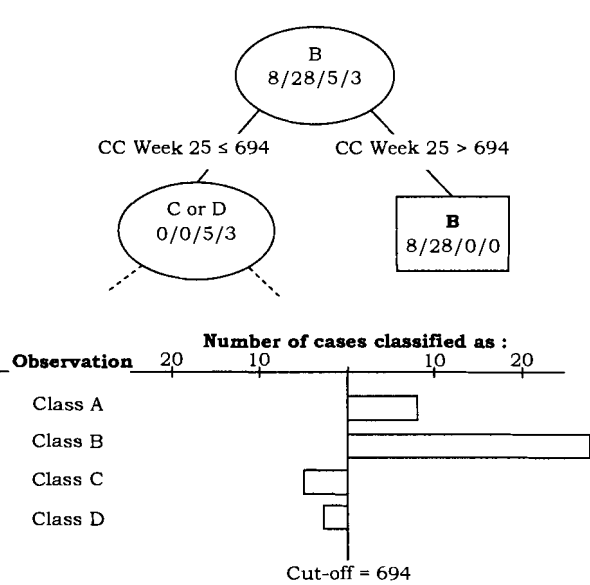 B
8/28/5/3
CC Week 25 ≤ 694
CC Week 25 > 694
C or D
0/0/5/3
B
8/28/0/0
Number of cases classified as :
Observation 20 10 10 20
Class A
Class B
Class C
Class D
Cut-off = 694